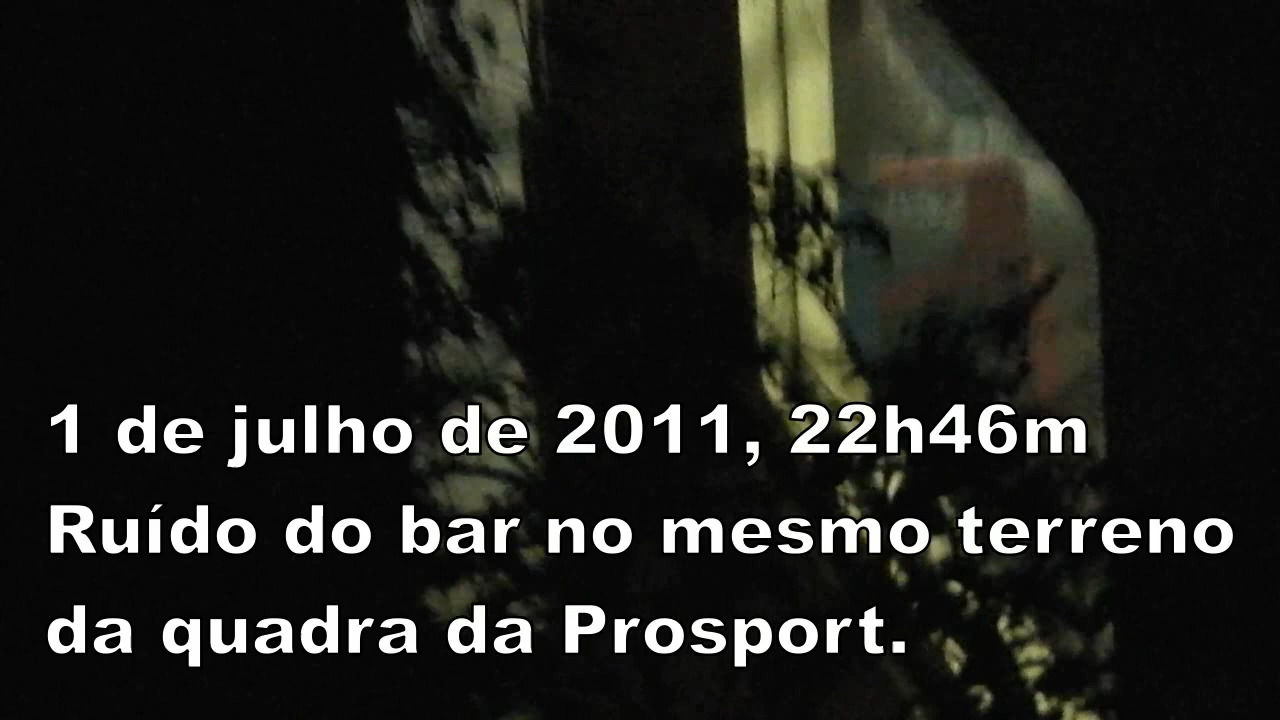 1 de julho de 2011, 22h46m
Ruído do bar no mesmo terreno
da quadra da Prosport.